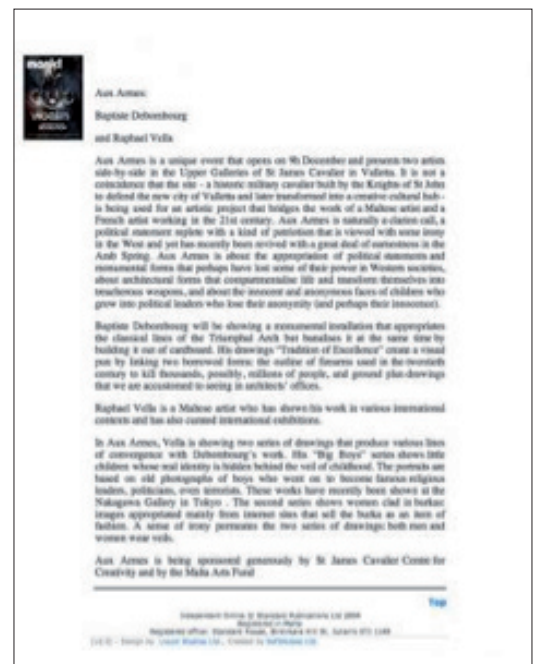 Aux Armes:
Baptiste Debombourg
and Raphael Vella
Aux Armes is a unique event that opens on 9h December and presents two artists
side-by-side in the Upper Galleries of St James Cavalier in Valletta. It is not a
coincidence that the site - a historic military cavalier built by the Knights of St John
to defend the new city of Valletta and later transformed into a creative cultural hub -
is being used for an artistic project that bridges the work of a Maltese artist and a
French artist working in the 21st century. Aux Armes is naturally a clarion call, a
political statement replete with a kind of patriotism that is viewed with some irony
in the West and yet has recently been revived with a great deal of earnestness in the
Arab Spring. Aux Armes is about the appropriation of political statements and
monumental forms that perhaps have lost some of their power in Western societies,
about architectural forms that compartmentalise life and transform themselves into
treacherous weapons, and about the innocent and anonymous faces of children who
grow into political leaders who lose their anonymity (and perhaps their innocence).
Baptiste Debombourg will be showing a monumental installation that appropriates
the classical lines of the Triumphal Arch but banalises it at the same time by
building it out of cardboard. His drawings "Tradition of Excellence" create a visual
pun by linking two borrowed forms: the outline of firearms used in the twentieth
century to kill thousands, possibly, millions of people, and ground plan drawings
that we are accustomed to seeing in architects' offices.
Raphael Vella is a Maltese artist who has shown his work in various international
contexts and has also curated international exhibitions.
In Aux Armes, Vella is showing two series of drawings that produce various lines
of convergence with Debombourg's work. His "Big Boys" series shows little
children whose real identity is hidden behind the veil of childhood. The portraits are
based on old photographs of boys who went on to become famous religious
leaders, politicians, even terrorists. These works have recently been shown at the
Nakagawa Gallery in Tokyo . The second series shows women clad in burkas:
images appropriated mainly from internet sites that sell the burka as an item of
fashion. A sense of irony permeates the two series of drawings: both men and
women wear veils.
Aux Armes is being sponsored generously by St James Cavalier Centre for
Creativity and by the Malta Arts Fund
Top
Independent Online © Standard Publications Ltd 2004
Registered in Malta
Registered office: Standard House, Birkirkara Hill St. Julian's STJ 1149